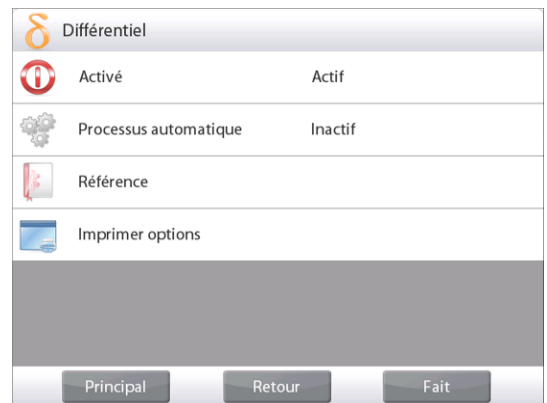 δ Différentiel
Activé Actif
Processus automatique Inactif
Référence
Imprimer options
Principal Retour Fait